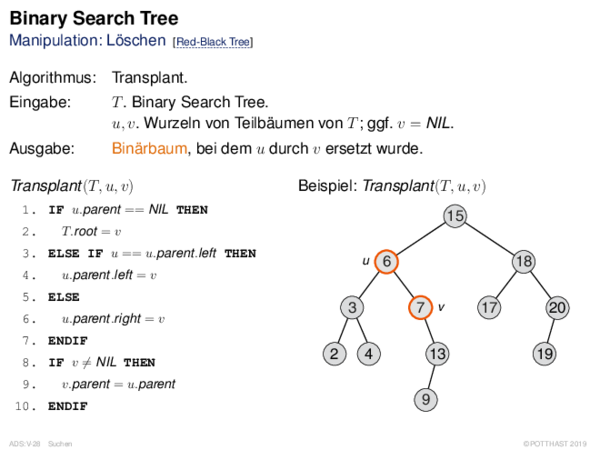 Binary Search Tree
Manipulation: Löschen [Red-Black Tree]
Algorithmus: Transplant.
Eingabe: T. Binary Search Tree.
u, v. Wurzeln von Teilbäumen von T; ggf. v = NIL.
Ausgabe: Binärbaum, bei dem u durch v ersetzt wurde.
Transplant(T, u, v)
1. IF u.parent == NIL THEN
2. T.root = v
3. ELSE IF u == u.parent.left THEN
4. u.parent.left = v
5. ELSE
6. u.parent.right = v
7. ENDIF
8. IF v ≠ NIL THEN
9. v.parent = u.parent
10. ENDIF
Beispiel: Transplant(T, u, v)
15
u 6 18
3 7 v 17 20
2 4 13 19
9
ADS:V-28 Suchen © POTTHAST 2019